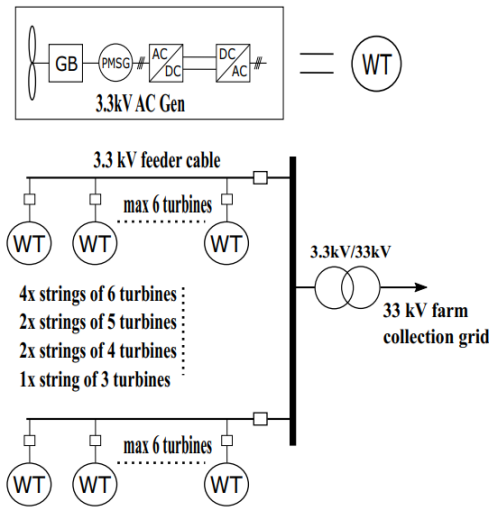 GB
PMSG
AC
DC
DC
AC
WT
3.3kV AC Gen
3.3 kV feeder cable
max 6 turbines
WT
WT
WT
3.3kV/33kV
4x strings of 6 turbines
2x strings of 5 turbines
2x strings of 4 turbines
1x string of 3 turbines
33 kV farm
collection grid
max 6 turbines
WT
WT
WT